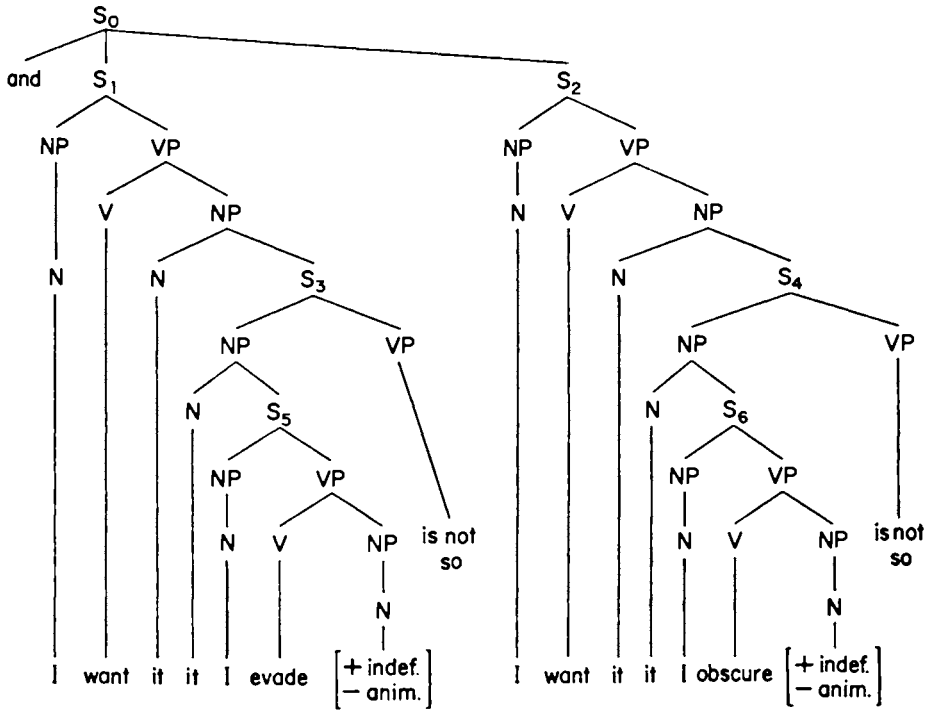 S0
and S1 S2
NP VP NP VP
V NP N V NP
N N S3 N S4
NP VP NP VP
N S5 N S6
NP VP NP VP
N V NP is not N V NP is not
so so
N N
I want it it I evade [+ indef.] I want it it I obscure [+ indef.]
[− anim.] [− anim.]